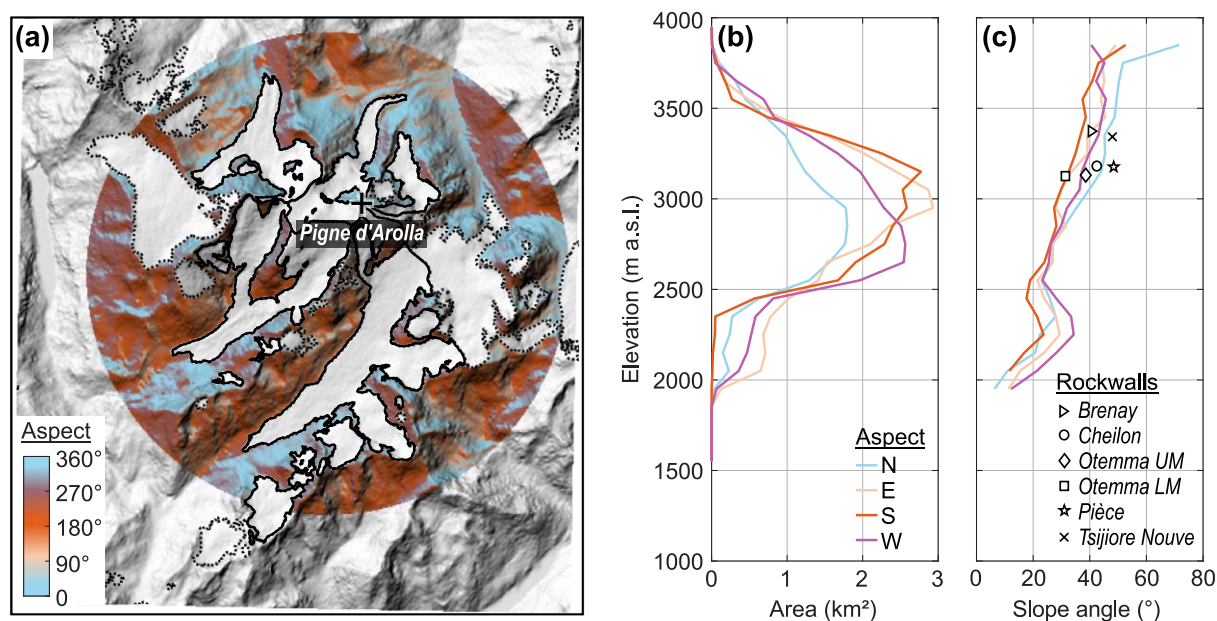 (a)
Pigne d'Arolla
Aspect
360°
270°
180°
90°
0
(b)
4000
3500
3000
2500
2000
1500
1000
Elevation (m a.s.l.)
Aspect
N
E
S
W
0 1 2 3
Area (km²)
(c)
Rockwalls
Brenay
Cheilon
Otemma UM
Otemma LM
Pièce
Tsijiore Nouve
0 20 40 60 80
Slope angle (°)